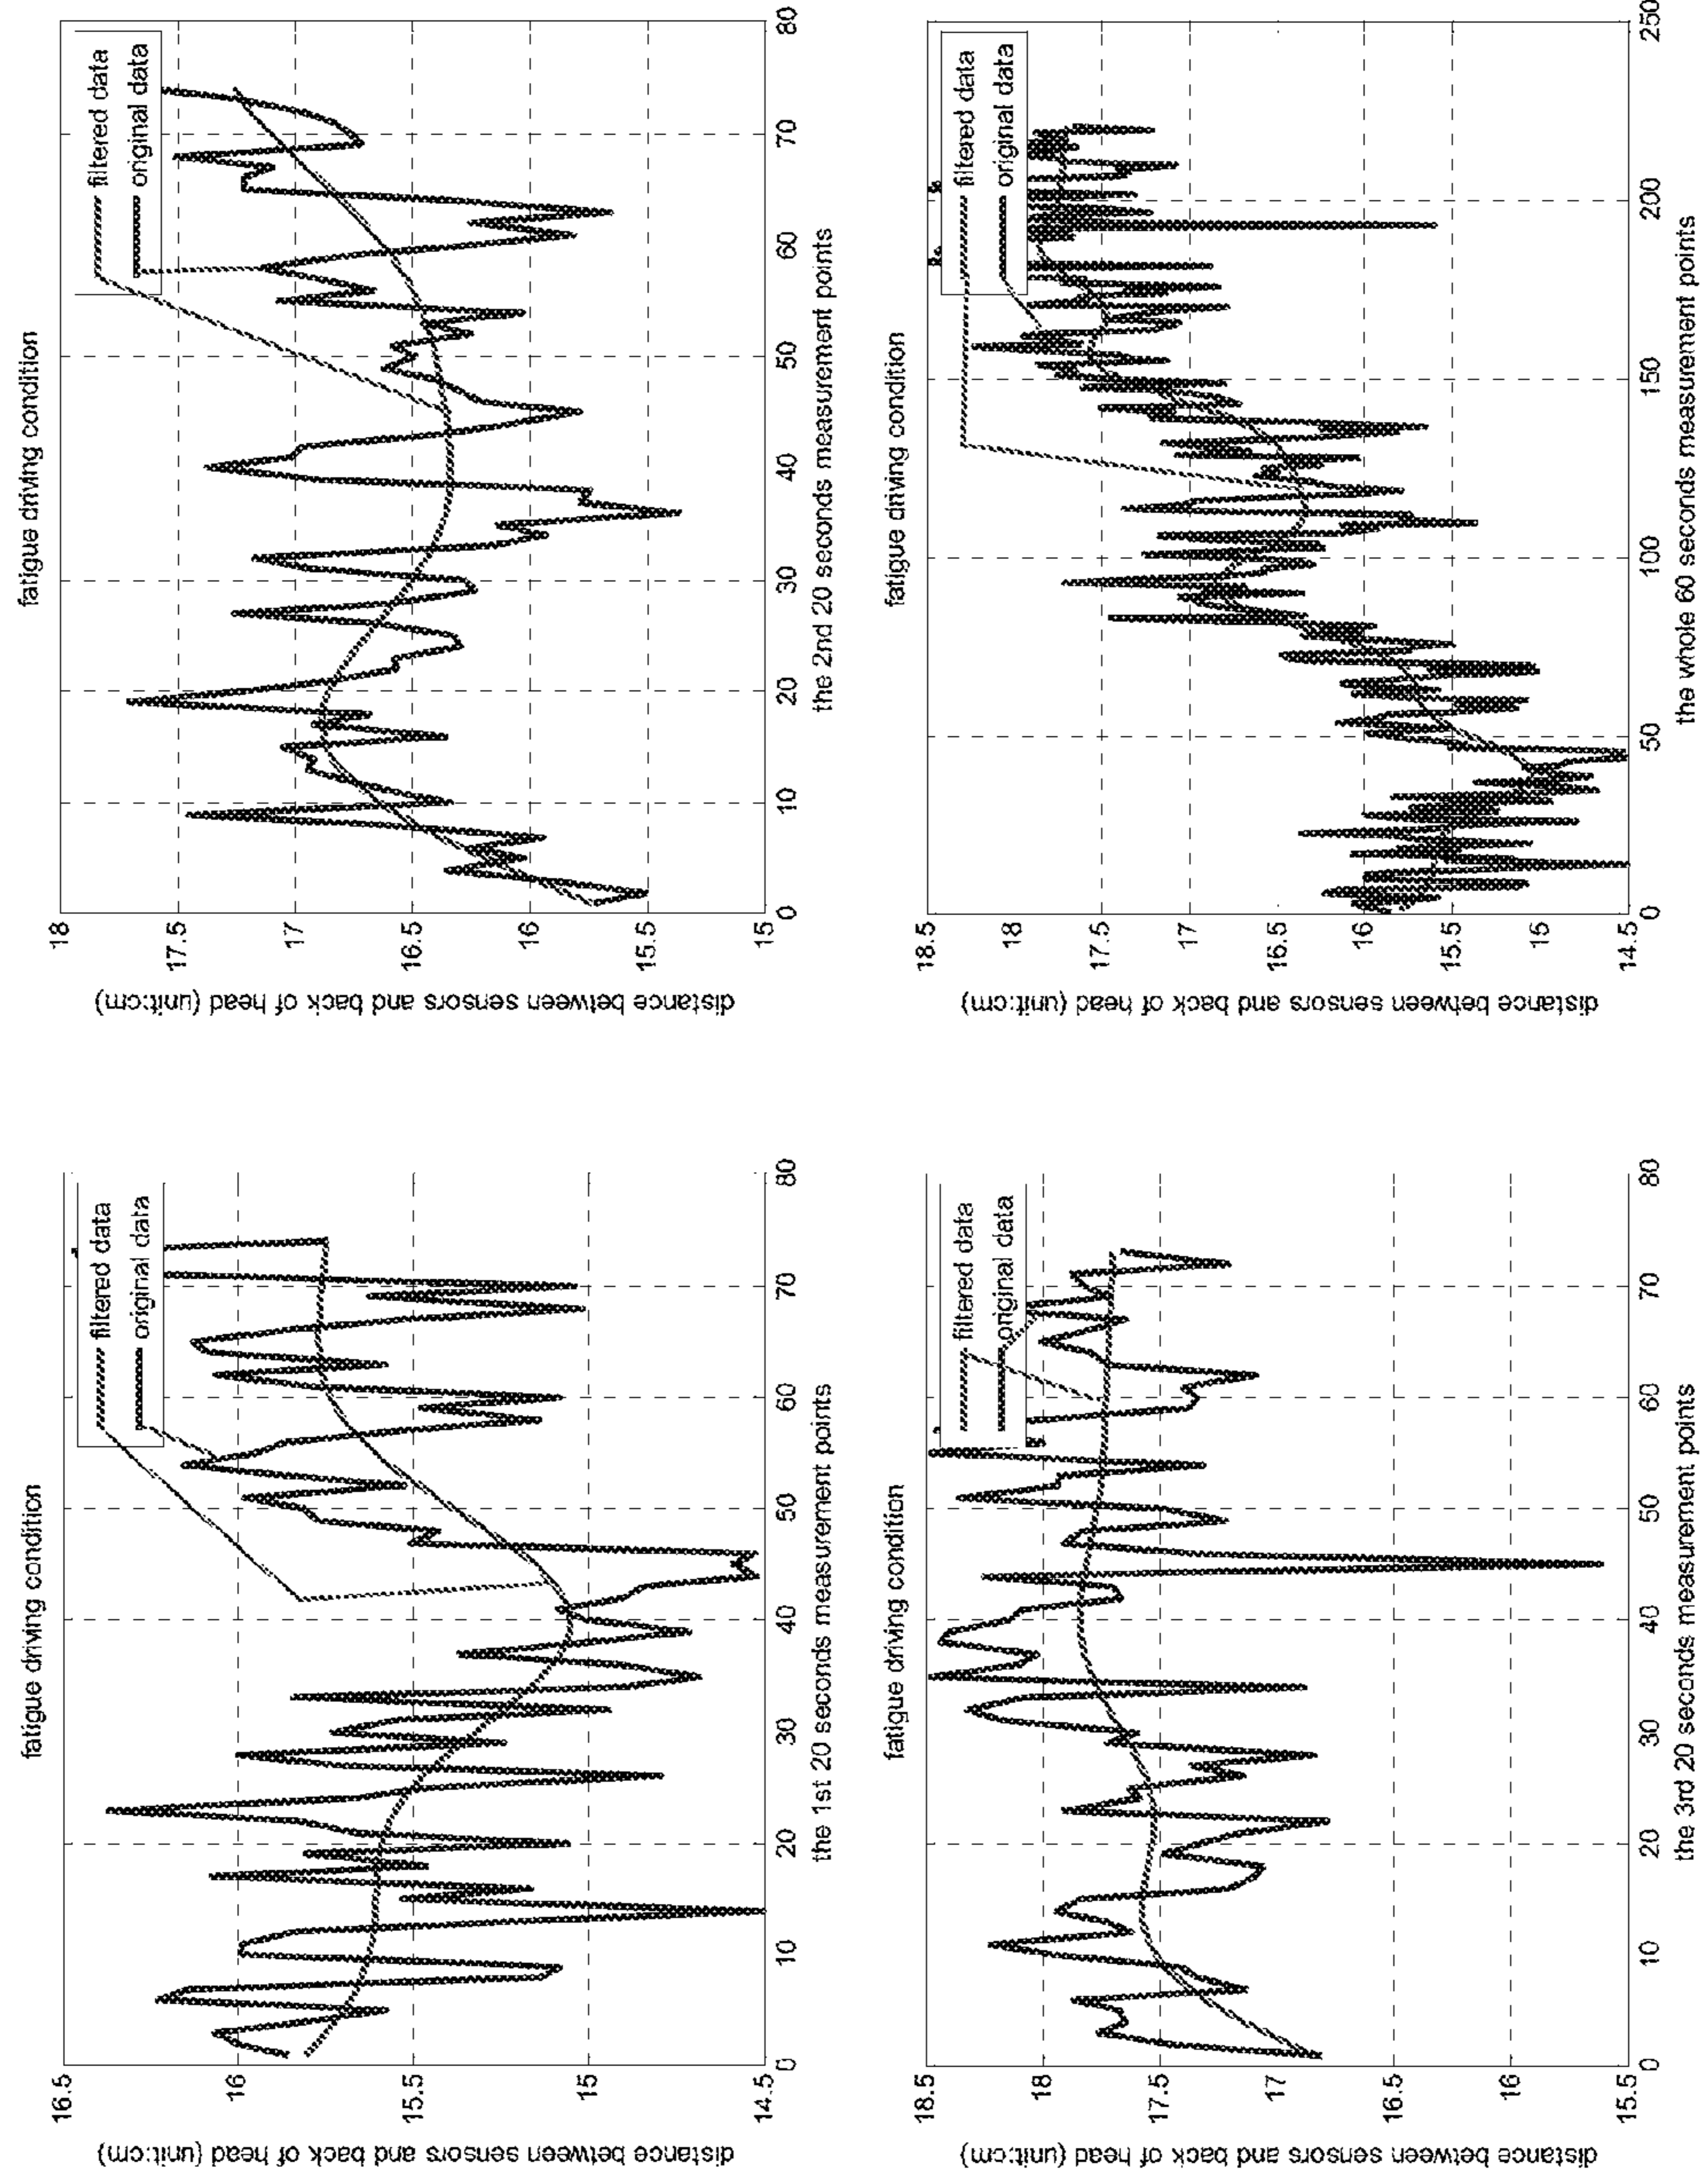 fatigue driving condition
filtered data
original data
16.5
16
15.5
15
14.5
distance between sensors and back of head (unit:cm)
0 10 20 30 40 50 60 70 80
the 1st 20 seconds measurement points
fatigue driving condition
filtered data
original data
18
17.5
17
16.5
16
15.5
15
distance between sensors and back of head (unit:cm)
0 10 20 30 40 50 60 70 80
the 2nd 20 seconds measurement points
fatigue driving condition
filtered data
original data
18.5
18
17.5
17
16.5
16
15.5
distance between sensors and back of head (unit:cm)
0 10 20 30 40 50 60 70 80
the 3rd 20 seconds measurement points
fatigue driving condition
filtered data
original data
18.5
18
17.5
17
16.5
16
15.5
15
14.5
distance between sensors and back of head (unit:cm)
0 50 100 150 200 250
the whole 60 seconds measurement points